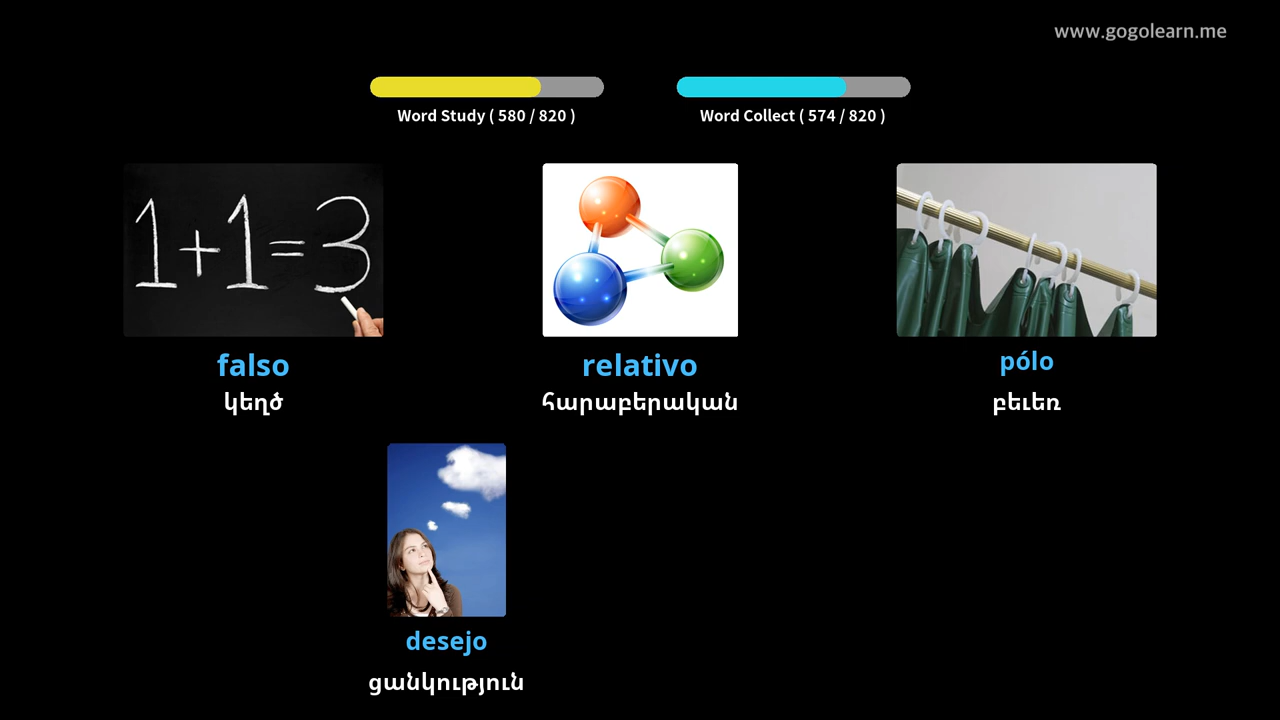 www.gogolearn.me
Word Study ( 580 / 820 )
Word Collect ( 574 / 820 )
1+1=3
falso
կեղծ
relativo
հարաբերական
pólo
բեւեռ
desejo
ցանկություն